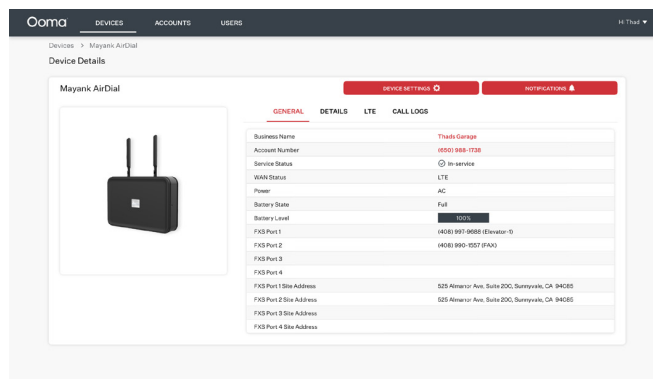 Ooma DEVICES ACCOUNTS USERS Hi Thad
Devices > Mayank AirDial
Device Details
Mayank AirDial DEVICE SETTINGS NOTIFICATIONS
GENERAL DETAILS LTE CALL LOGS
Business Name Thads Garage
Account Number (650) 988-1738
Service Status In-service
WAN Status LTE
Power AC
Battery State Full
Battery Level 100%
FXS Port 1 (408) 997-9688 (Elevator-1)
FXS Port 2 (408) 990-1557 (FAX)
FXS Port 3
FXS Port 4
FXS Port 1 Site Address 525 Almanor Ave, Suite 200, Sunnyvale, CA 94085
FXS Port 2 Site Address 525 Almanor Ave, Suite 200, Sunnyvale, CA 94085
FXS Port 3 Site Address
FXS Port 4 Site Address